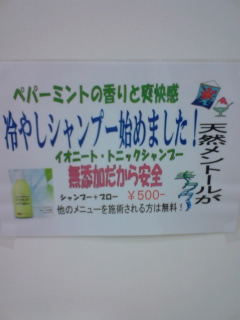 ペパーミントの香りと爽快感
冷やしシャンプー始めました！
天然メントールが
イオニート・トニックシャンプー
無添加だから安全
シャンプー+ブロー ￥500-
他のメニューを施術される方は無料！